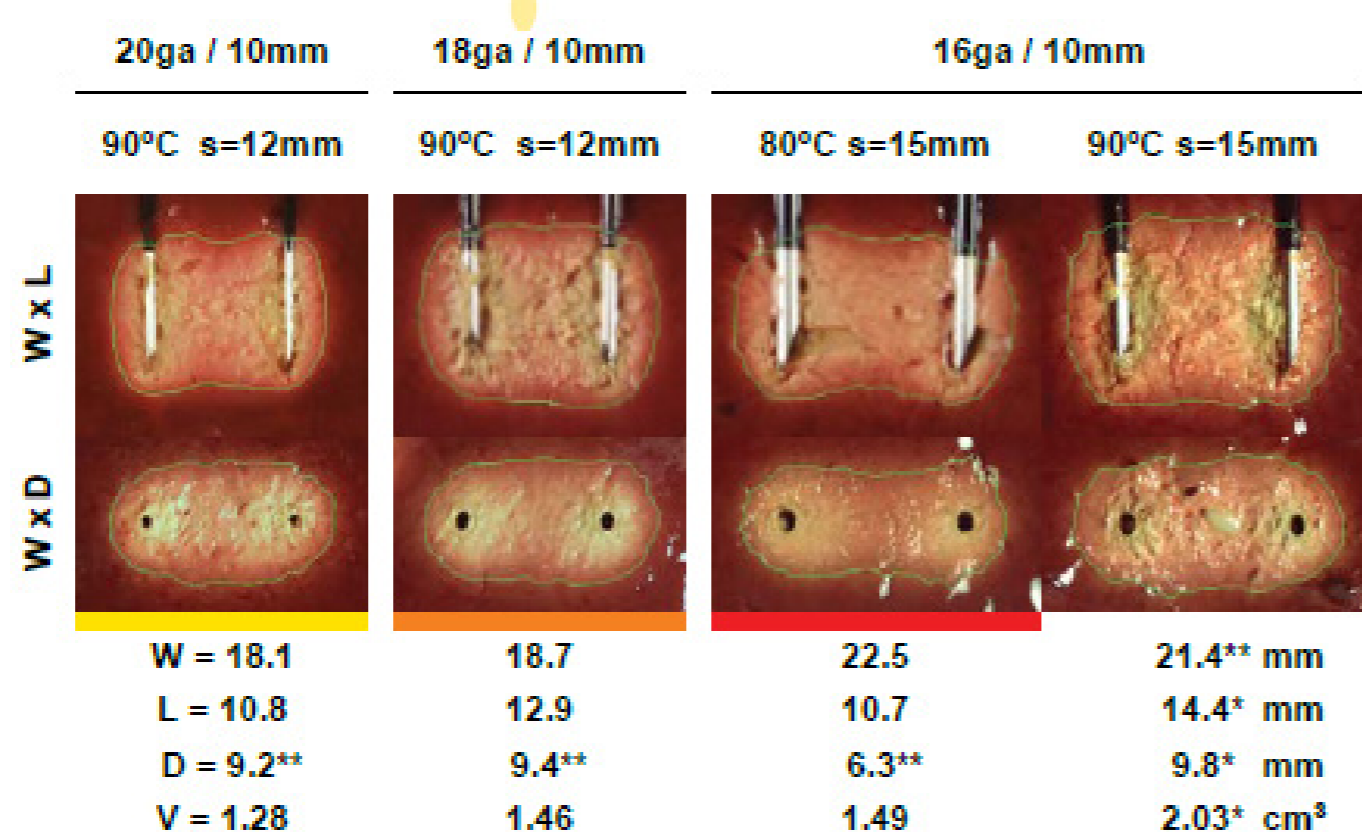 20ga / 10mm 18ga / 10mm 16ga / 10mm
90ºC s=12mm 90ºC s=12mm 80ºC s=15mm 90ºC s=15mm
W x L
W x D
W = 18.1 18.7 22.5 21.4** mm
L = 10.8 12.9 10.7 14.4* mm
D = 9.2** 9.4** 6.3** 9.8* mm
V = 1.28 1.46 1.49 2.03* cm³